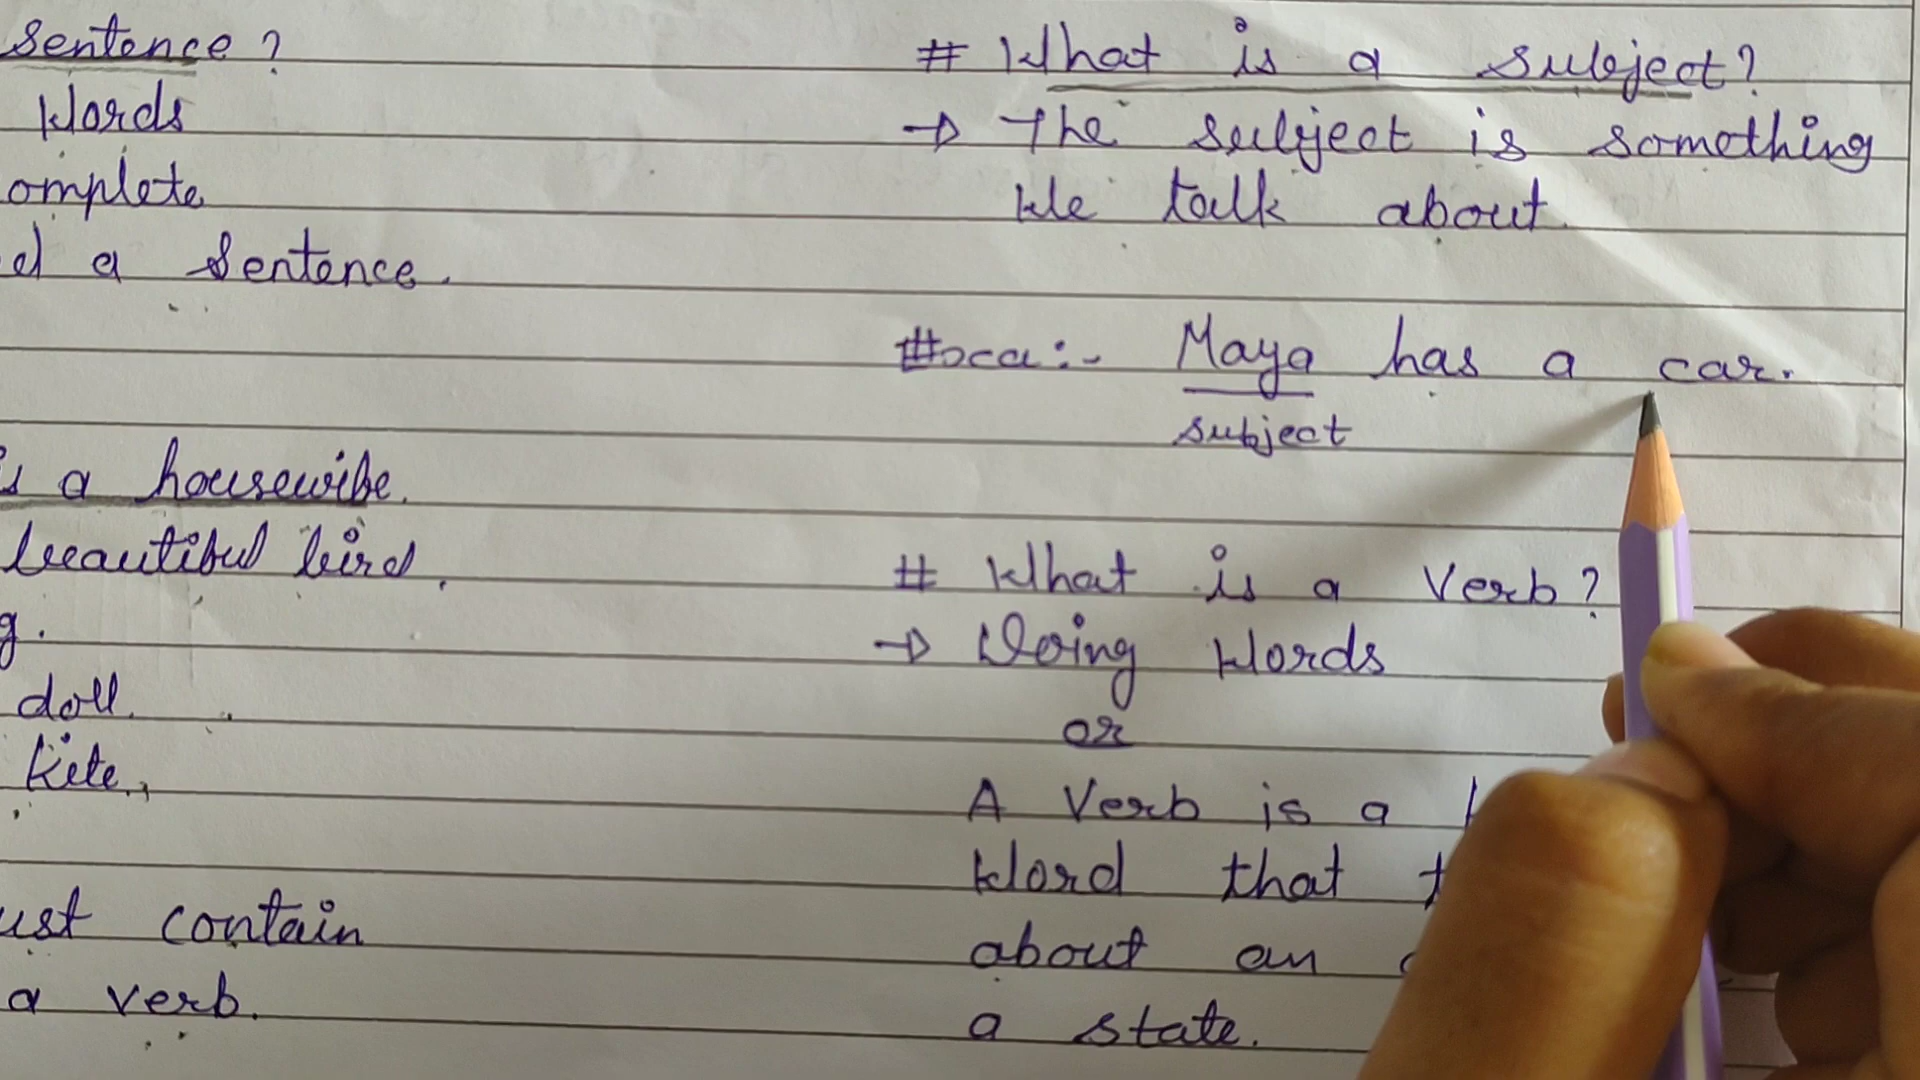 sentence ?
Words
omplete
d a sentence.
is a housewife.
beautiful bird.
g.
doll.
Kite.
ust contain
a verb.
# What is a subject?
→ The subject is something
We talk about.
:- Maya has a car.
subject
# What is a Verb?
→ Doing Words
or
A Verb is a
Word that t
about an
a state.